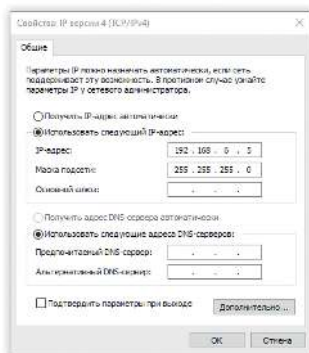 Свойства: IP версии 4 (TCP/IPv4)
Общие
Параметры IP можно назначать автоматически, если сеть
поддерживает эту возможность. В противном случае узнайте
параметры IP у сетевого администратора.
Получить IP-адрес автоматически
Использовать следующий IP-адрес:
IP-адрес: 192 . 168 . 6 . 5
Маска подсети: 255 . 255 . 255 . 0
Основной шлюз: . . .
Получить адрес DNS-сервера автоматически
Использовать следующие адреса DNS-серверов:
Предпочитаемый DNS-сервер: . . .
Альтернативный DNS-сервер: . . .
Подтвердить параметры при выходе
Дополнительно...
OK Отмена